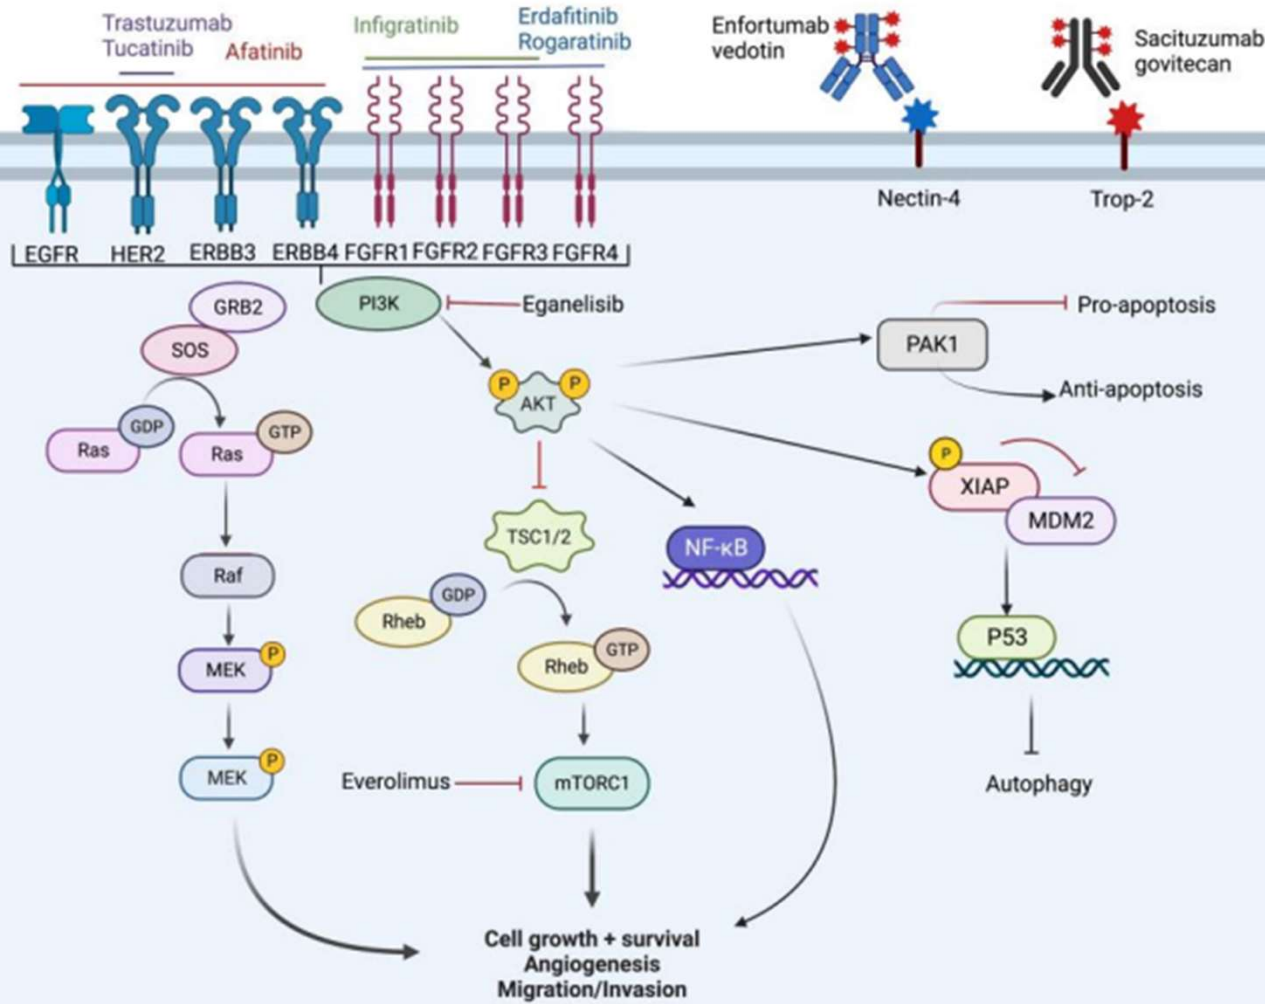 Trastuzumab
Tucatinib
Afatinib
Infigratinib
Erdafitinib
Rogaratinib
Enfortumab
vedotin
Sacituzumab
govitecan
Nectin-4
Trop-2
EGFR
HER2
ERBB3
ERBB4
FGFR1
FGFR2
FGFR3
FGFR4
GRB2
SOS
PI3K
Eganelisib
PAK1
Pro-apoptosis
Anti-apoptosis
P
P
AKT
Ras
GDP
Ras
GTP
P
XIAP
MDM2
TSC1/2
NF-κB
Raf
Rheb
GDP
Rheb
GTP
P53
MEK
P
MEK
P
Everolimus
mTORC1
Autophagy
Cell growth + survival
Angiogenesis
Migration/Invasion